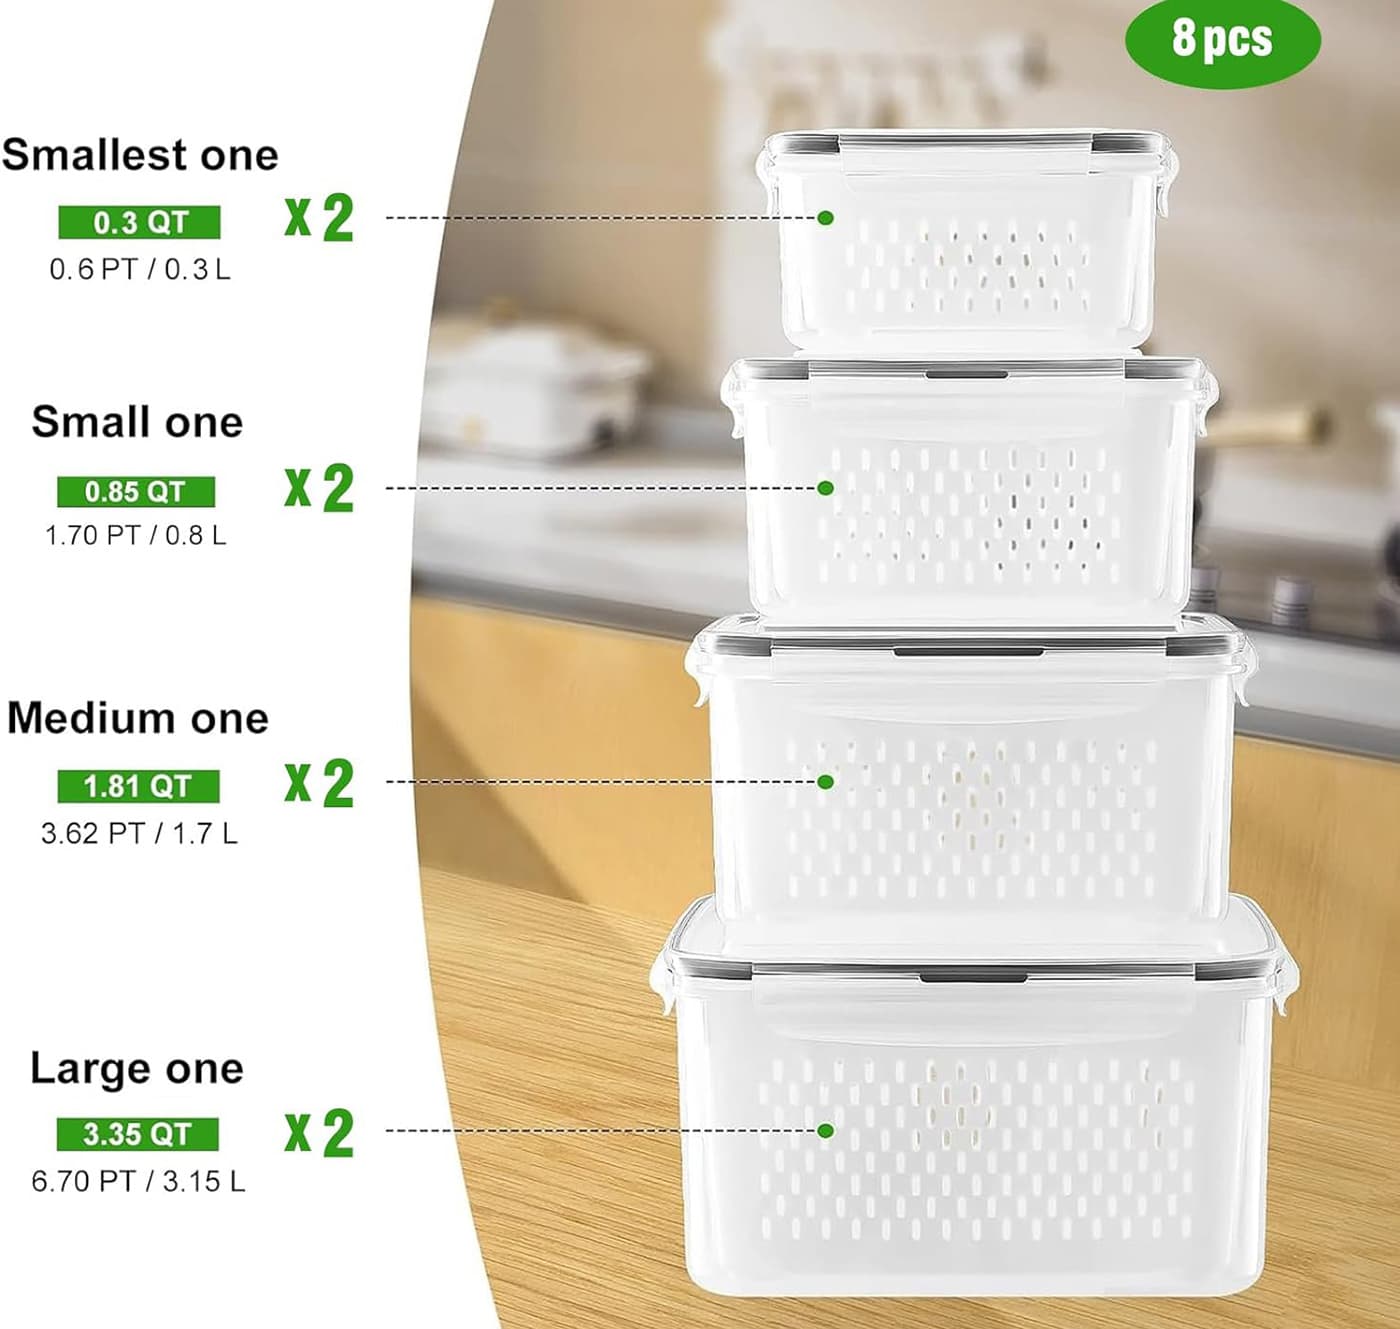 8 pcs
Smallest one
0.3 QT
X 2
0.6 PT / 0.3 L
Small one
0.85 QT
X 2
1.70 PT / 0.8 L
Medium one
1.81 QT
X 2
3.62 PT / 1.7 L
Large one
3.35 QT
X 2
6.70 PT / 3.15 L